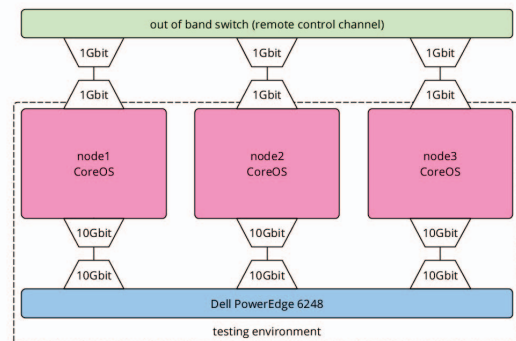 out of band switch (remote control channel)
1Gbit 1Gbit 1Gbit
1Gbit 1Gbit 1Gbit
node1 node2 node3
CoreOS CoreOS CoreOS
10Gbit 10Gbit 10Gbit
10Gbit 10Gbit 10Gbit
Dell PowerEdge 6248
testing environment